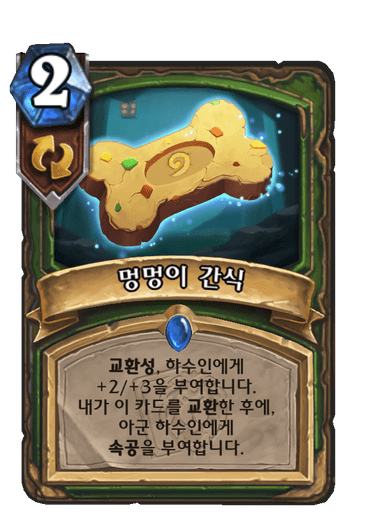 2
멍멍이 간식
교환성, 하수인에게
+2/+3을 부여합니다.
내가 이 카드를 교환한 후에,
아군 하수인에게
속공을 부여합니다.